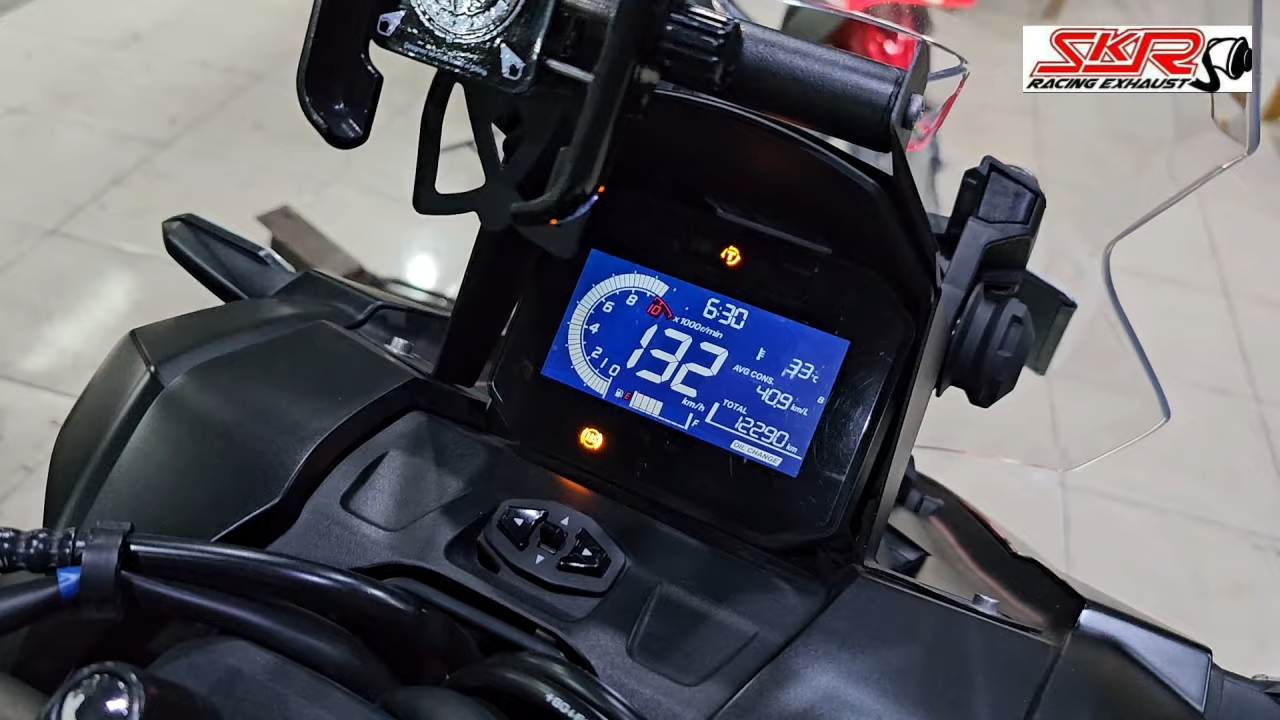 SKR
RACING EXHAUST
6:30
8
10
6
x1000r/min
4
132
33°C
2
AVG CONS.
1
0
40.9 km/L
B
km/h
E
TOTAL
F
12290 km
OIL CHANGE
ABS
T